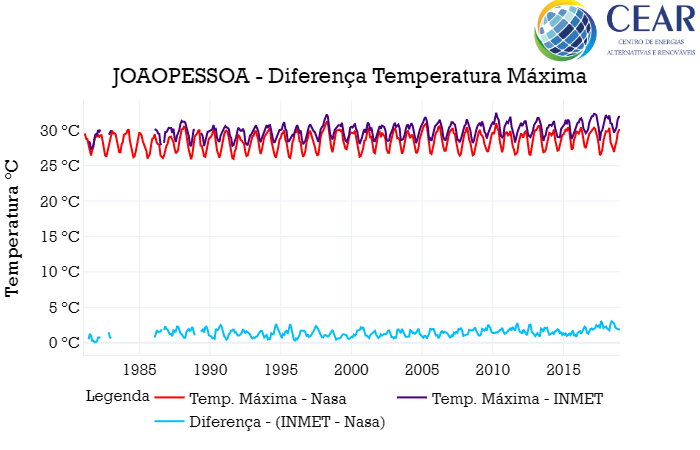 CEAR
CENTRO DE ENERGIAS
ALTERNATIVAS E RENOVÁVEIS
JOAOPESSOA - Diferença Temperatura Máxima
Temperatura °C
30 °C
25 °C
20 °C
15 °C
10 °C
5 °C
0 °C
1985 1990 1995 2000 2005 2010 2015
Legenda Temp. Máxima - Nasa Temp. Máxima - INMET
Diferença - (INMET - Nasa)